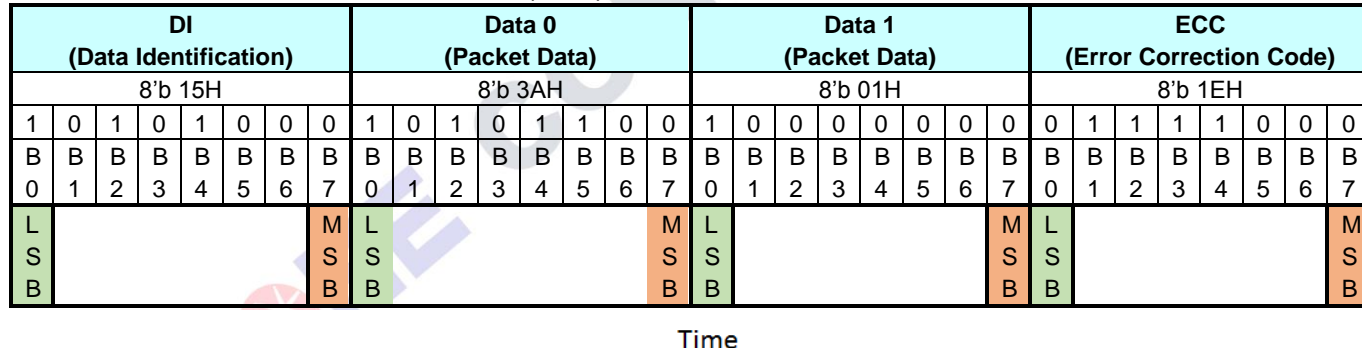 DI Data 0 Data 1 ECC
(Data Identification) (Packet Data) (Packet Data) (Error Correction Code)
8’b 15H 8’b 3AH 8’b 01H 8’b 1EH
1 0 1 0 1 0 0 0 1 0 1 0 1 1 0 0 1 0 0 0 0 0 0 0 0 1 1 1 1 0 0 0
B B B B B B B B B B B B B B B B B B B B B B B B B B B B B B B B
0 1 2 3 4 5 6 7 0 1 2 3 4 5 6 7 0 1 2 3 4 5 6 7 0 1 2 3 4 5 6 7
L M L M L M L M
S S S S S S S S
B B B B B B B B
Time